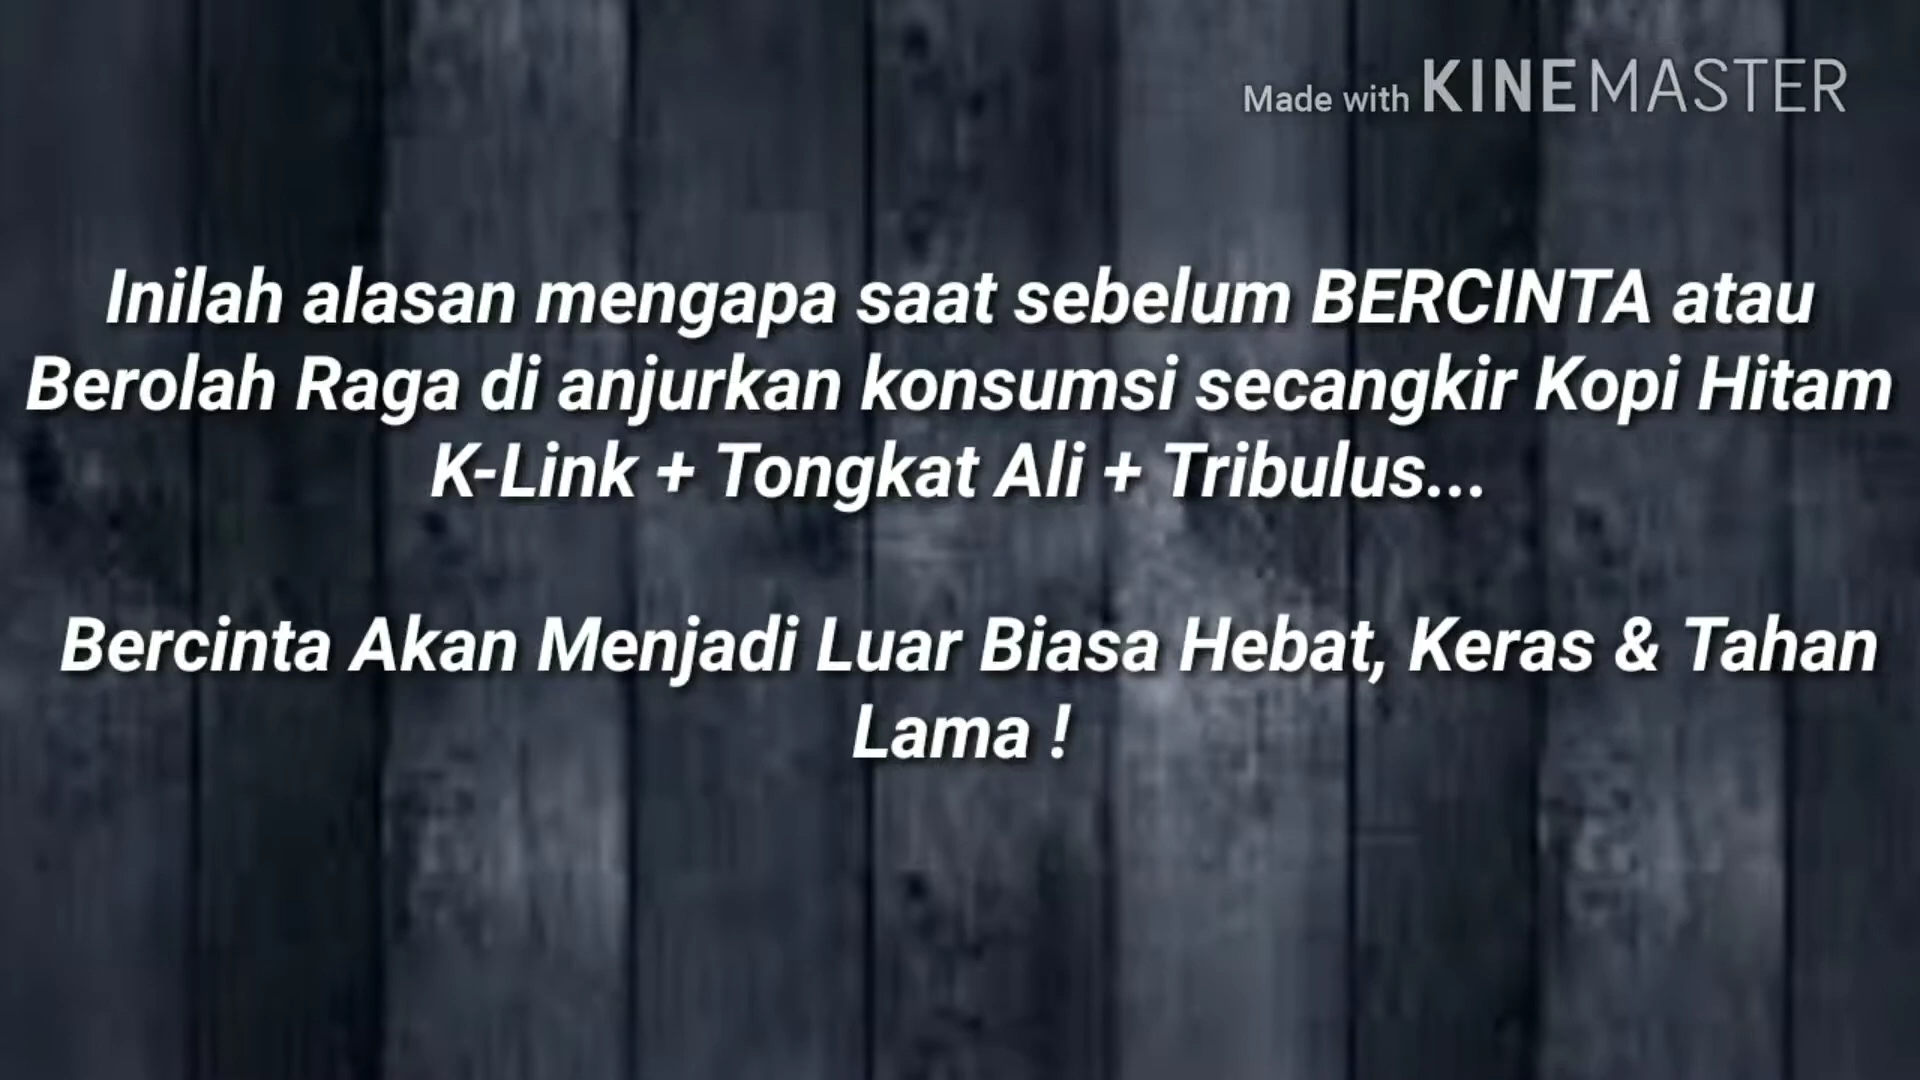 Made with KINEMASTER
Inilah alasan mengapa saat sebelum BERCINTA atau
Berolah Raga di anjurkan konsumsi secangkir Kopi Hitam
K-Link + Tongkat Ali + Tribulus...
Bercinta Akan Menjadi Luar Biasa Hebat, Keras & Tahan
Lama !